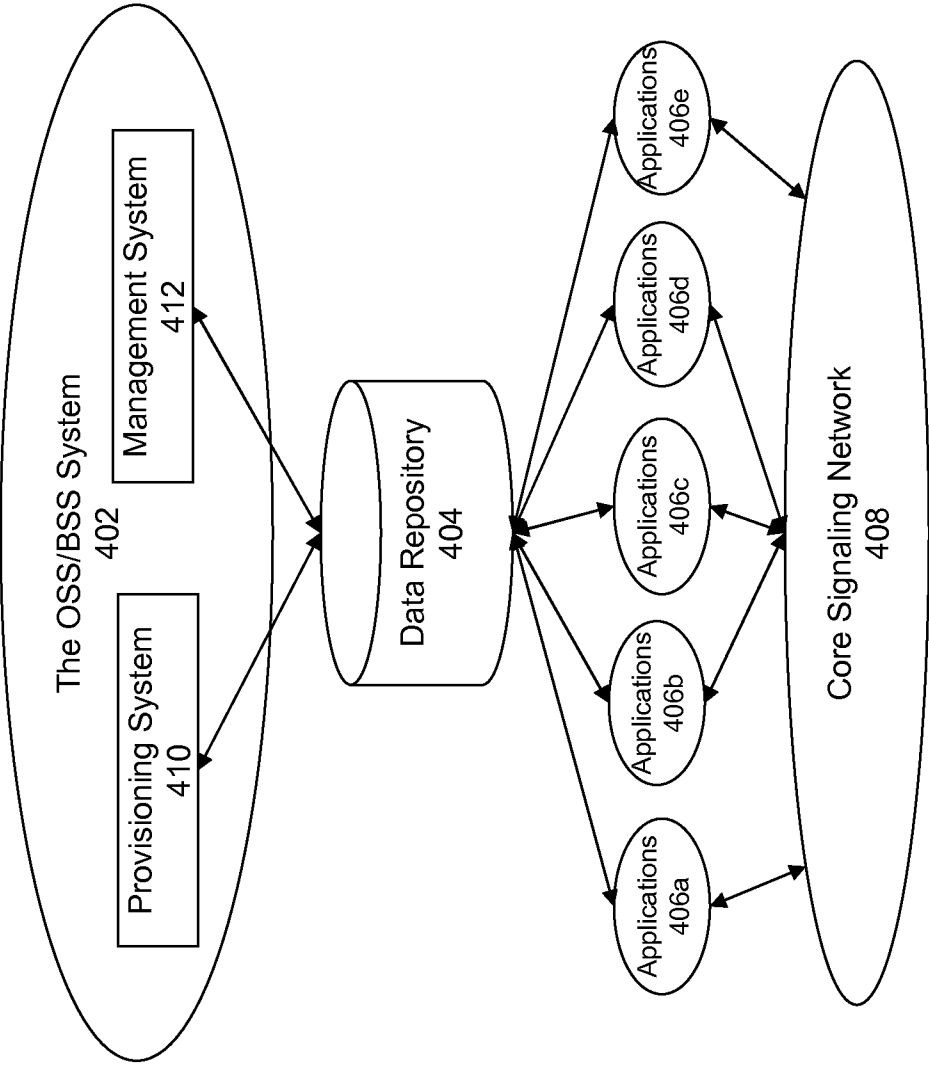 The OSS/BSS System
402
Provisioning System
410
Management System
412
Data Repository
404
Applications
406a
Applications
406b
Applications
406c
Applications
406d
Applications
406e
Core Signaling Network
408